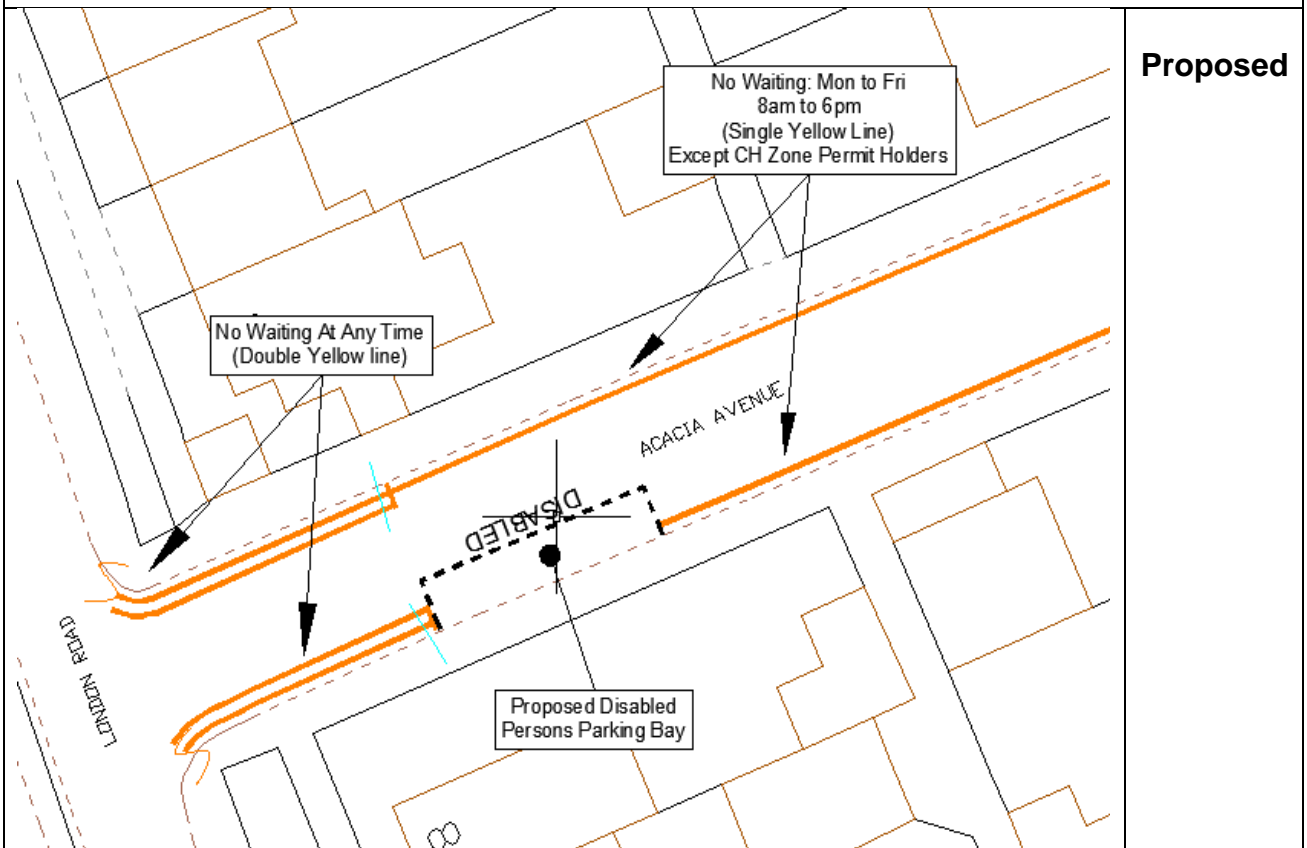 Proposed
No Waiting: Mon to Fri
8am to 6pm
(Single Yellow Line)
Except CH Zone Permit Holders
No Waiting At Any Time
(Double Yellow line)
ACACIA AVENUE
DISABLED
LONDON ROAD
Proposed Disabled
Persons Parking Bay
8